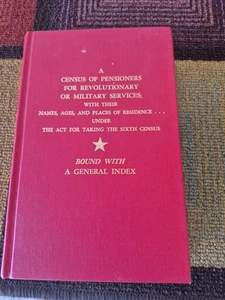 A
CENSUS OF PENSIONERS
FOR REVOLUTIONARY
OR MILITARY SERVICES;
WITH THEIR
NAMES, AGES, AND PLACES OF RESIDENCE . . .
UNDER
THE ACT FOR TAKING THE SIXTH CENSUS
BOUND WITH
A GENERAL INDEX